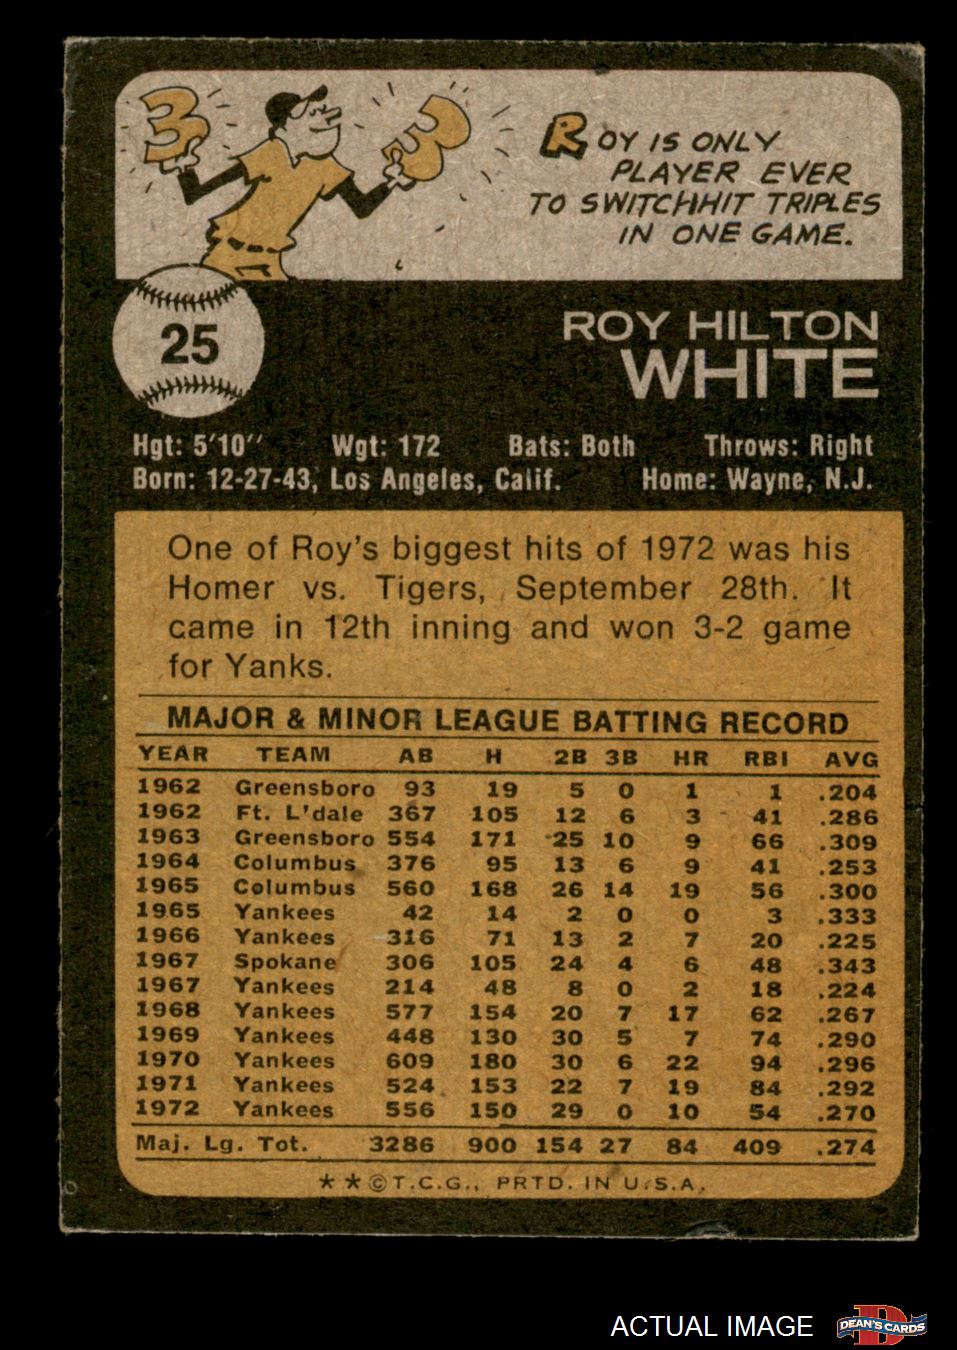 3 3
ROY IS ONLY
PLAYER EVER
TO SWITCHHIT TRIPLES
IN ONE GAME.
25
ROY HILTON
WHITE
Hgt: 5'10" Wgt: 172 Bats: Both Throws: Right
Born: 12-27-43, Los Angeles, Calif. Home: Wayne, N.J.
One of Roy's biggest hits of 1972 was his
Homer vs. Tigers, September 28th. It
came in 12th inning and won 3-2 game
for Yanks.
MAJOR & MINOR LEAGUE BATTING RECORD
YEAR TEAM AB H 2B 3B HR RBI AVG
1962 Greensboro 93 19 5 0 1 1 .204
1962 Ft. L'dale 367 105 12 6 3 41 .286
1963 Greensboro 554 171 25 10 9 66 .309
1964 Columbus 376 95 13 6 9 41 .253
1965 Columbus 560 168 26 14 19 56 .300
1965 Yankees 42 14 2 0 0 3 .333
1966 Yankees 316 71 13 2 7 20 .225
1967 Spokane 306 105 24 4 6 48 .343
1967 Yankees 214 48 8 0 2 18 .224
1968 Yankees 577 154 20 7 17 62 .267
1969 Yankees 448 130 30 5 7 74 .290
1970 Yankees 609 180 30 6 22 94 .296
1971 Yankees 524 153 22 7 19 84 .292
1972 Yankees 556 150 29 0 10 54 .270
Maj. Lg. Tot. 3286 900 154 27 84 409 .274
**©T.C.G., PRTD. IN U.S.A.
ACTUAL IMAGE
D
DEAN'S CARDS